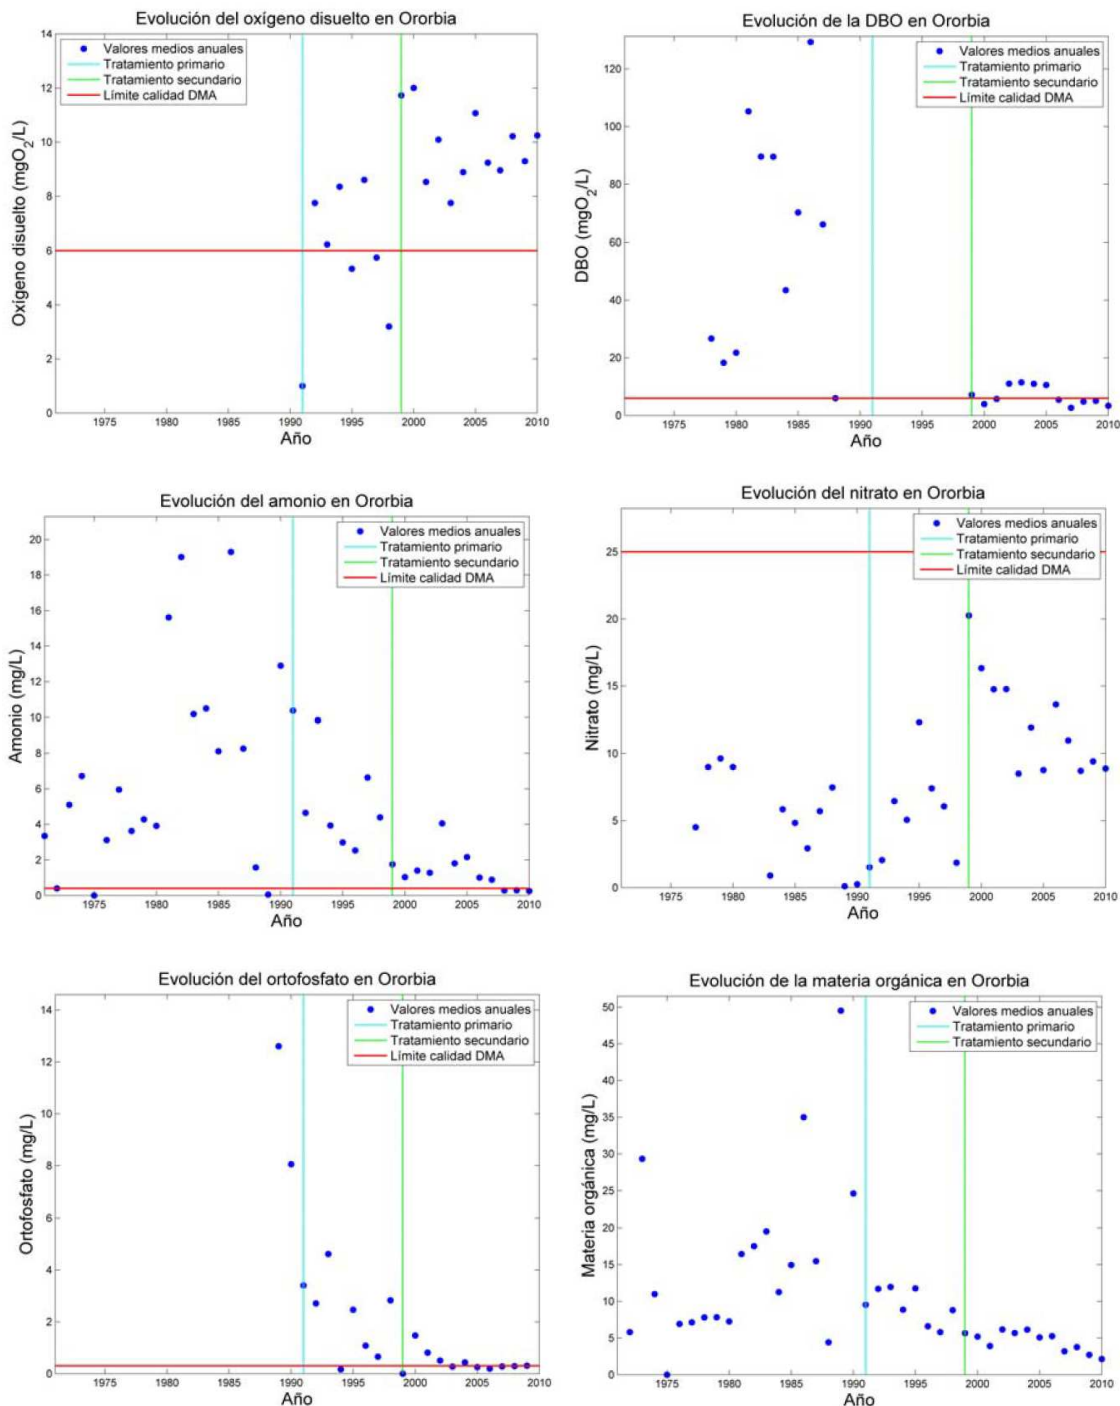 Evolución del oxígeno disuelto en Ororbia
14
12
10
8
6
4
2
0
Oxígeno disuelto (mgO2/L)
Valores medios anuales
Tratamiento primario
Tratamiento secundario
Límite calidad DMA
1975 1980 1985 1990 1995 2000 2005 2010
Año
Evolución de la DBO en Ororbia
120
100
80
60
40
20
0
DBO (mgO2/L)
Valores medios anuales
Tratamiento primario
Tratamiento secundario
Límite calidad DMA
1975 1980 1985 1990 1995 2000 2005 2010
Año
Evolución del amonio en Ororbia
20
18
16
14
12
10
8
6
4
2
0
Amonio (mg/L)
Valores medios anuales
Tratamiento primario
Tratamiento secundario
Límite calidad DMA
1975 1980 1985 1990 1995 2000 2005 2010
Año
Evolución del nitrato en Ororbia
25
20
15
10
5
0
Nitrato (mg/L)
Valores medios anuales
Tratamiento primario
Tratamiento secundario
Límite calidad DMA
1975 1980 1985 1990 1995 2000 2005 2010
Año
Evolución del ortofosfato en Ororbia
14
12
10
8
6
4
2
0
Ortofosfato (mg/L)
Valores medios anuales
Tratamiento primario
Tratamiento secundario
Límite calidad DMA
1975 1980 1985 1990 1995 2000 2005 2010
Año
Evolución de la materia orgánica en Ororbia
50
45
40
35
30
25
20
15
10
5
0
Materia orgánica (mg/L)
Valores medios anuales
Tratamiento primario
Tratamiento secundario
1975 1980 1985 1990 1995 2000 2005 2010
Año